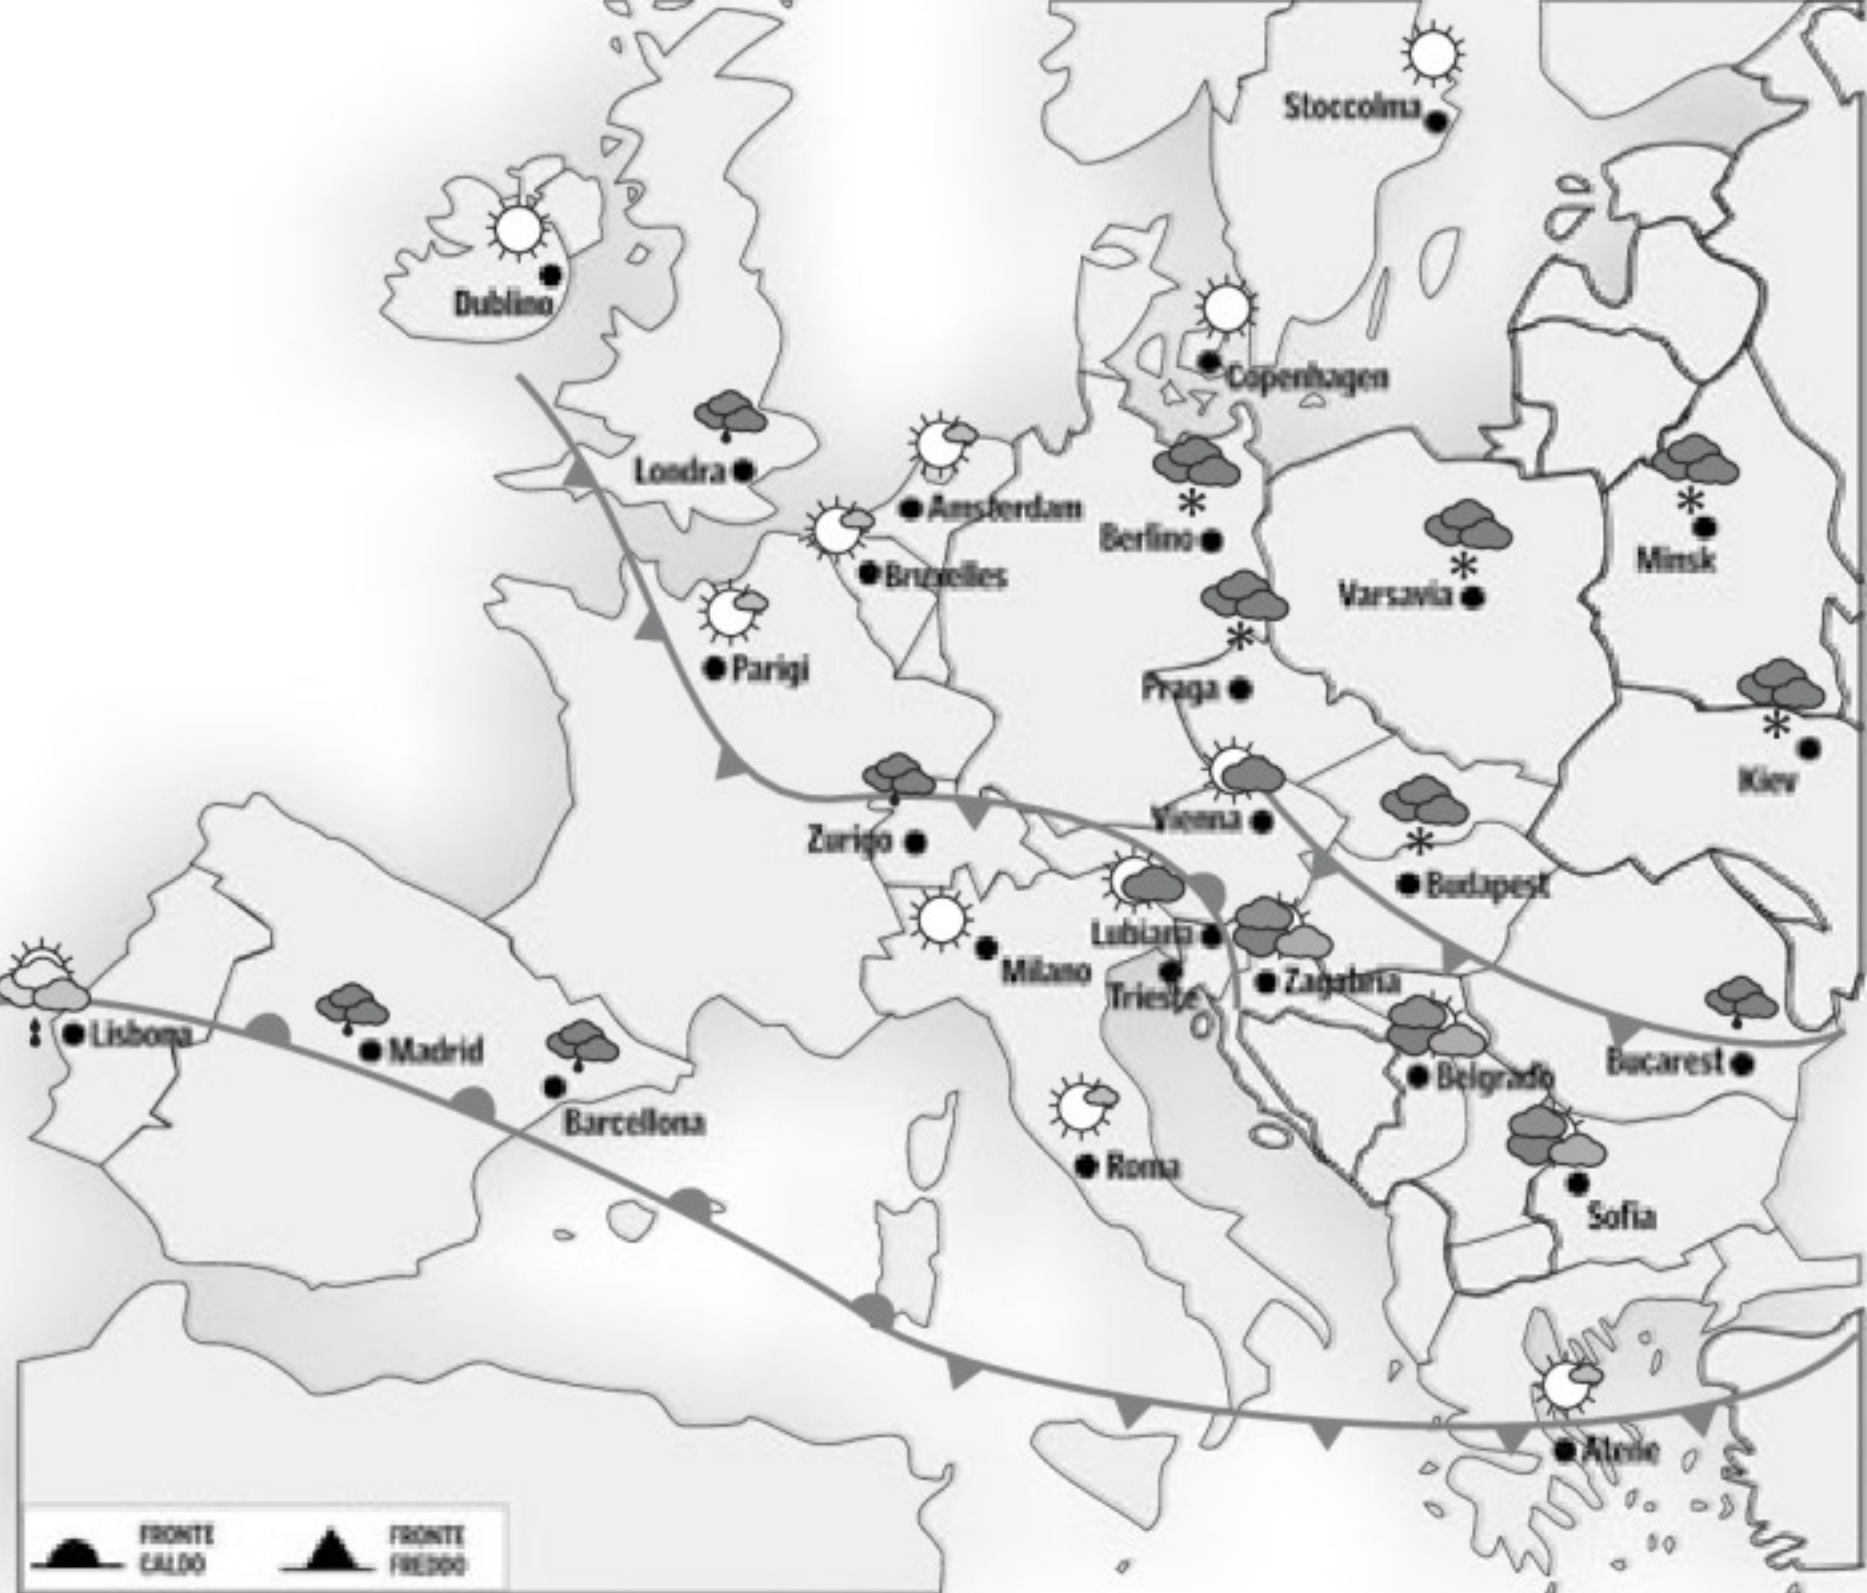 Stoccolma
Dublino
Copenhagen
Londra
Amsterdam
Berlino
Minsk
Bruxelles
Varsavia
Parigi
Praga
Kiev
Vienna
Zurigo
Budapest
Lubiana
Milano
Zagabria
Trieste
Lisbona
Madrid
Belgrado
Bucarest
Barcellona
Roma
Sofia
Atene
FRONTE
CALDO
FRONTE
FREDDO